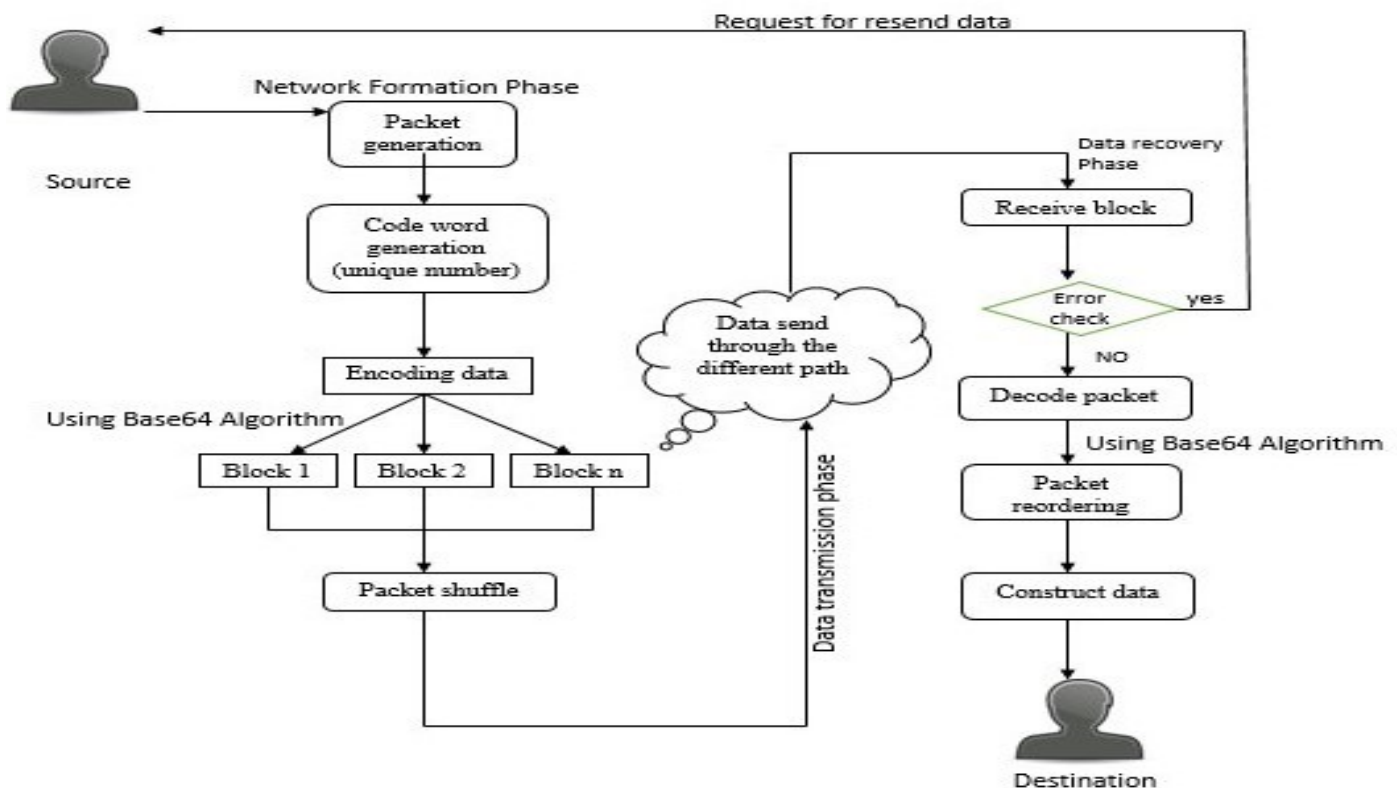 Request for resend data
Network Formation Phase
Packet
generation
Source
Code word
generation
(unique number)
Encoding data
Using Base64 Algorithm
Block 1
Block 2
Block n
Packet shuffle
Data transmission phase
Data send
through the
different path
Data recovery
Phase
Receive block
Error
check
yes
NO
Decode packet
Using Base64 Algorithm
Packet
reordering
Construct data
Destination